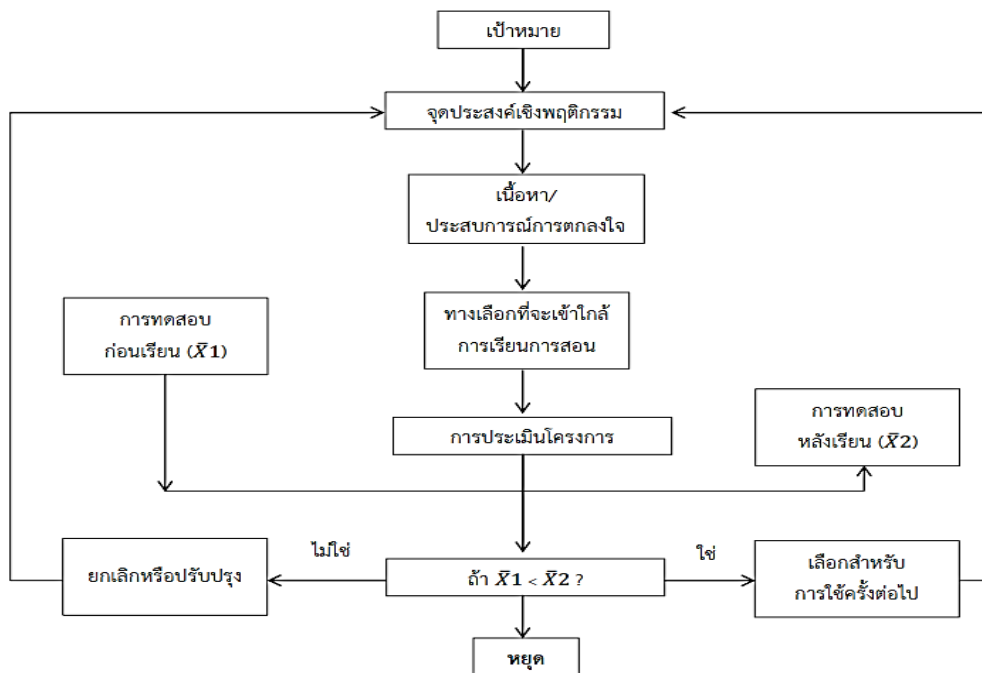 เป้าหมาย
จุดประสงค์เชิงพฤติกรรม
เนื้อหา/
ประสบการณ์การตกลงใจ
ทางเลือกที่จะเข้าใกล้
การเรียนการสอน
การทดสอบ
ก่อนเรียน (X̄1)
การประเมินโครงการ
การทดสอบ
หลังเรียน (X̄2)
ไม่ใช่
ใช่
ยกเลิกหรือปรับปรุง
ถ้า X̄1 < X̄2 ?
เลือกสำหรับ
การใช้ครั้งต่อไป
หยุด